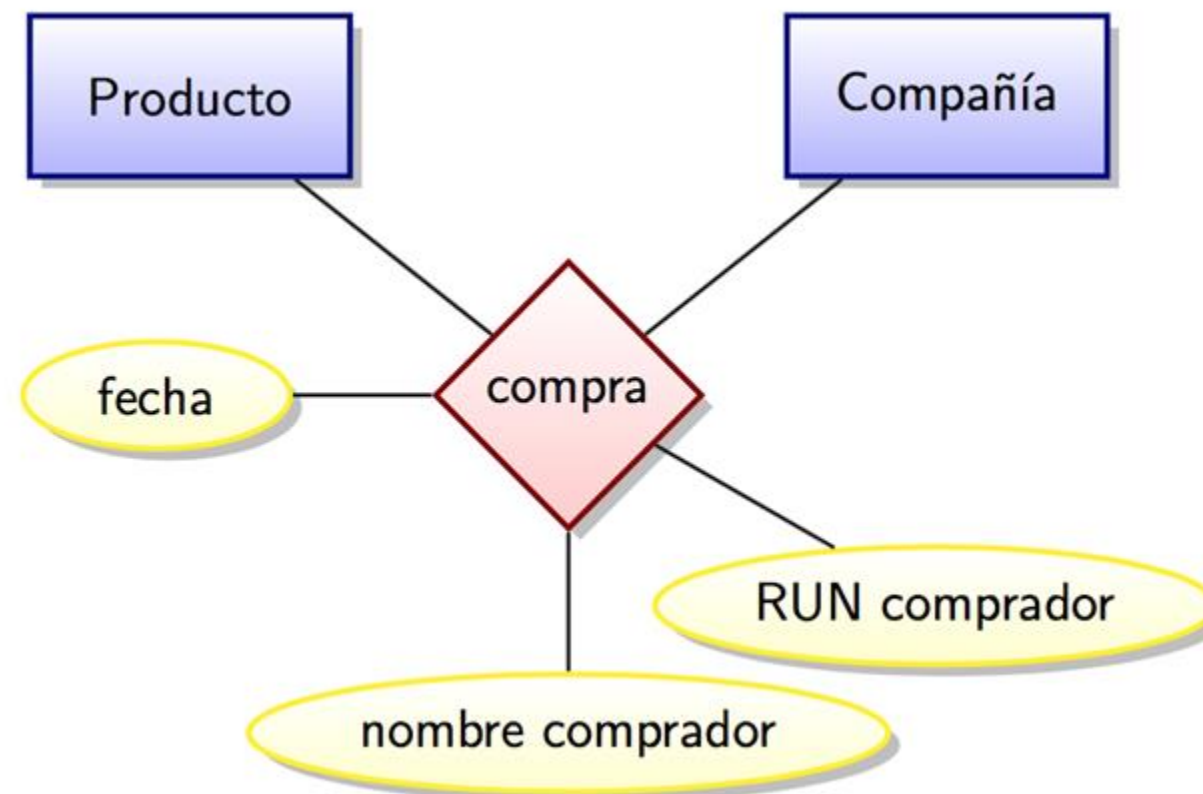 Producto
Compañía
compra
fecha
RUN comprador
nombre comprador